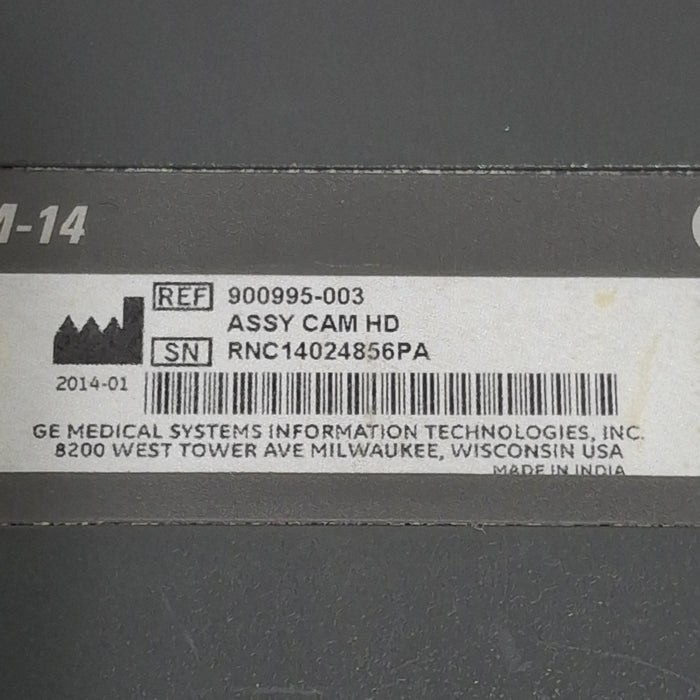 -14
REF 900995-003
ASSY CAM HD
SN RNC14024856PA
2014-01
GE MEDICAL SYSTEMS INFORMATION TECHNOLOGIES, INC.
8200 WEST TOWER AVE MILWAUKEE, WISCONSIN USA
MADE IN INDIA